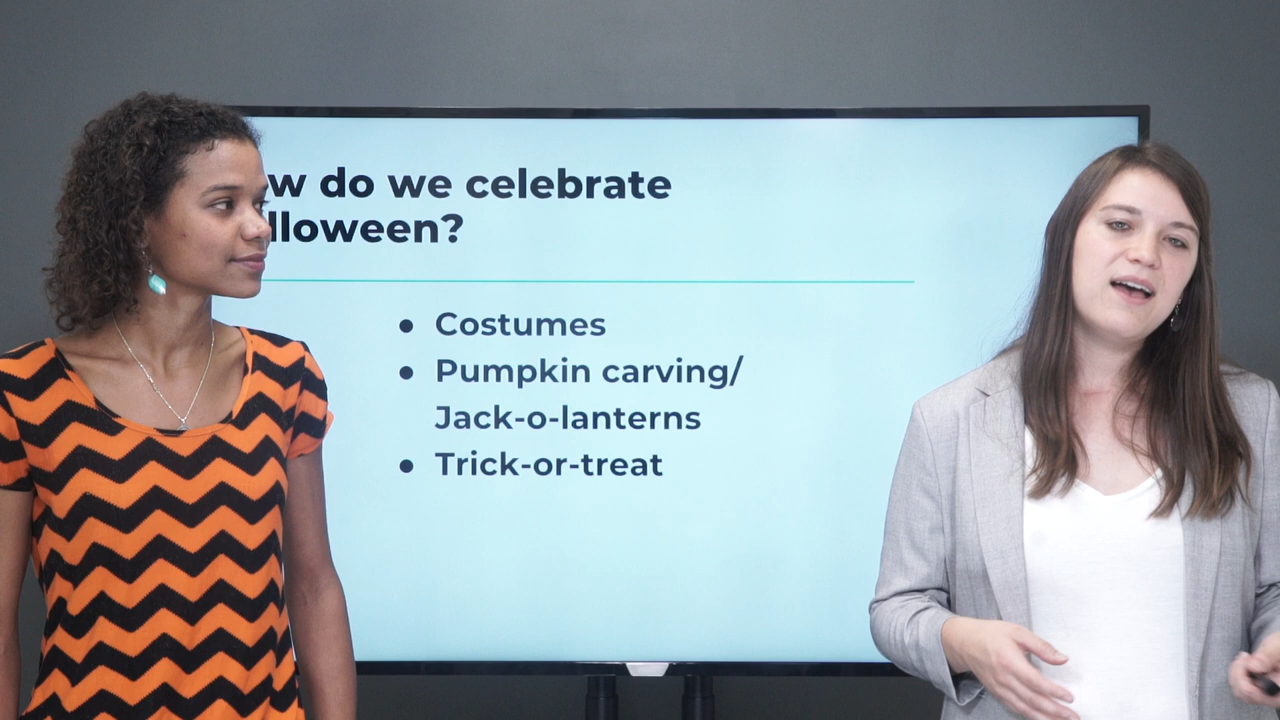 w do we celebrate
lloween?
• Costumes
• Pumpkin carving/
Jack-o-lanterns
• Trick-or-treat